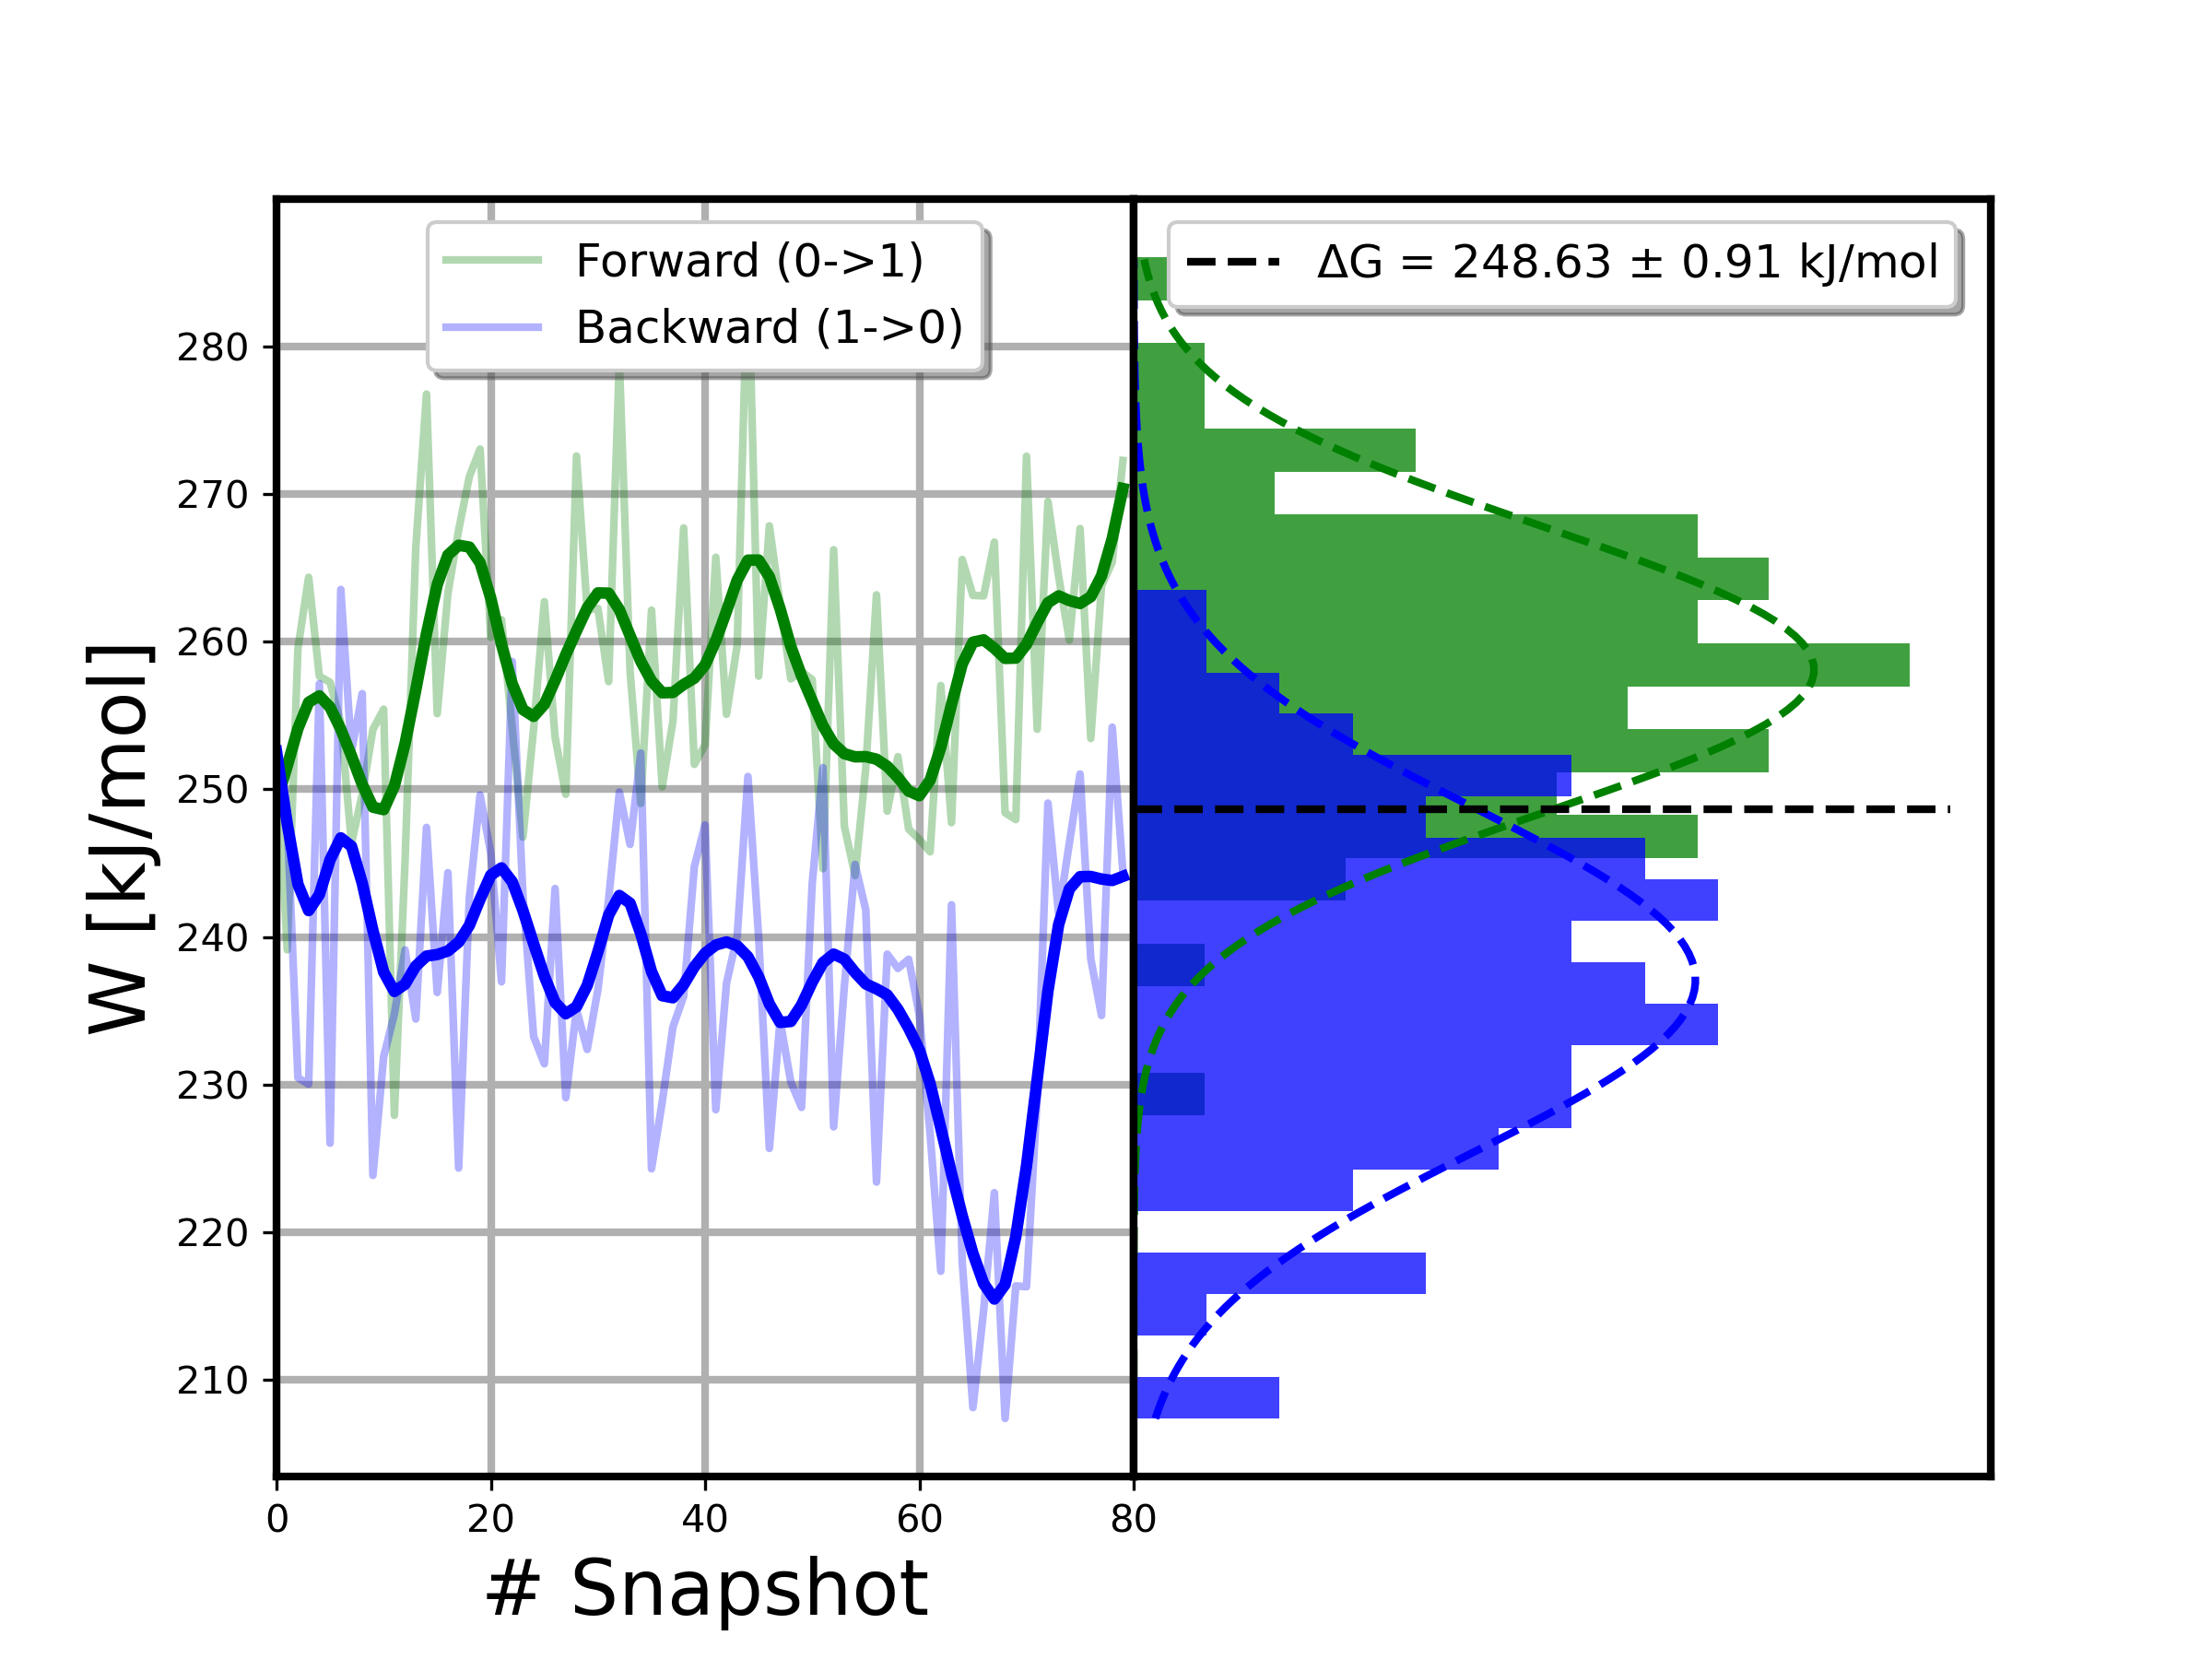 Forward (0->1)
Backward (1->0)
ΔG = 248.63 ± 0.91 kJ/mol
W [kJ/mol]
280
270
260
250
240
230
220
210
0 20 40 60 80
# Snapshot